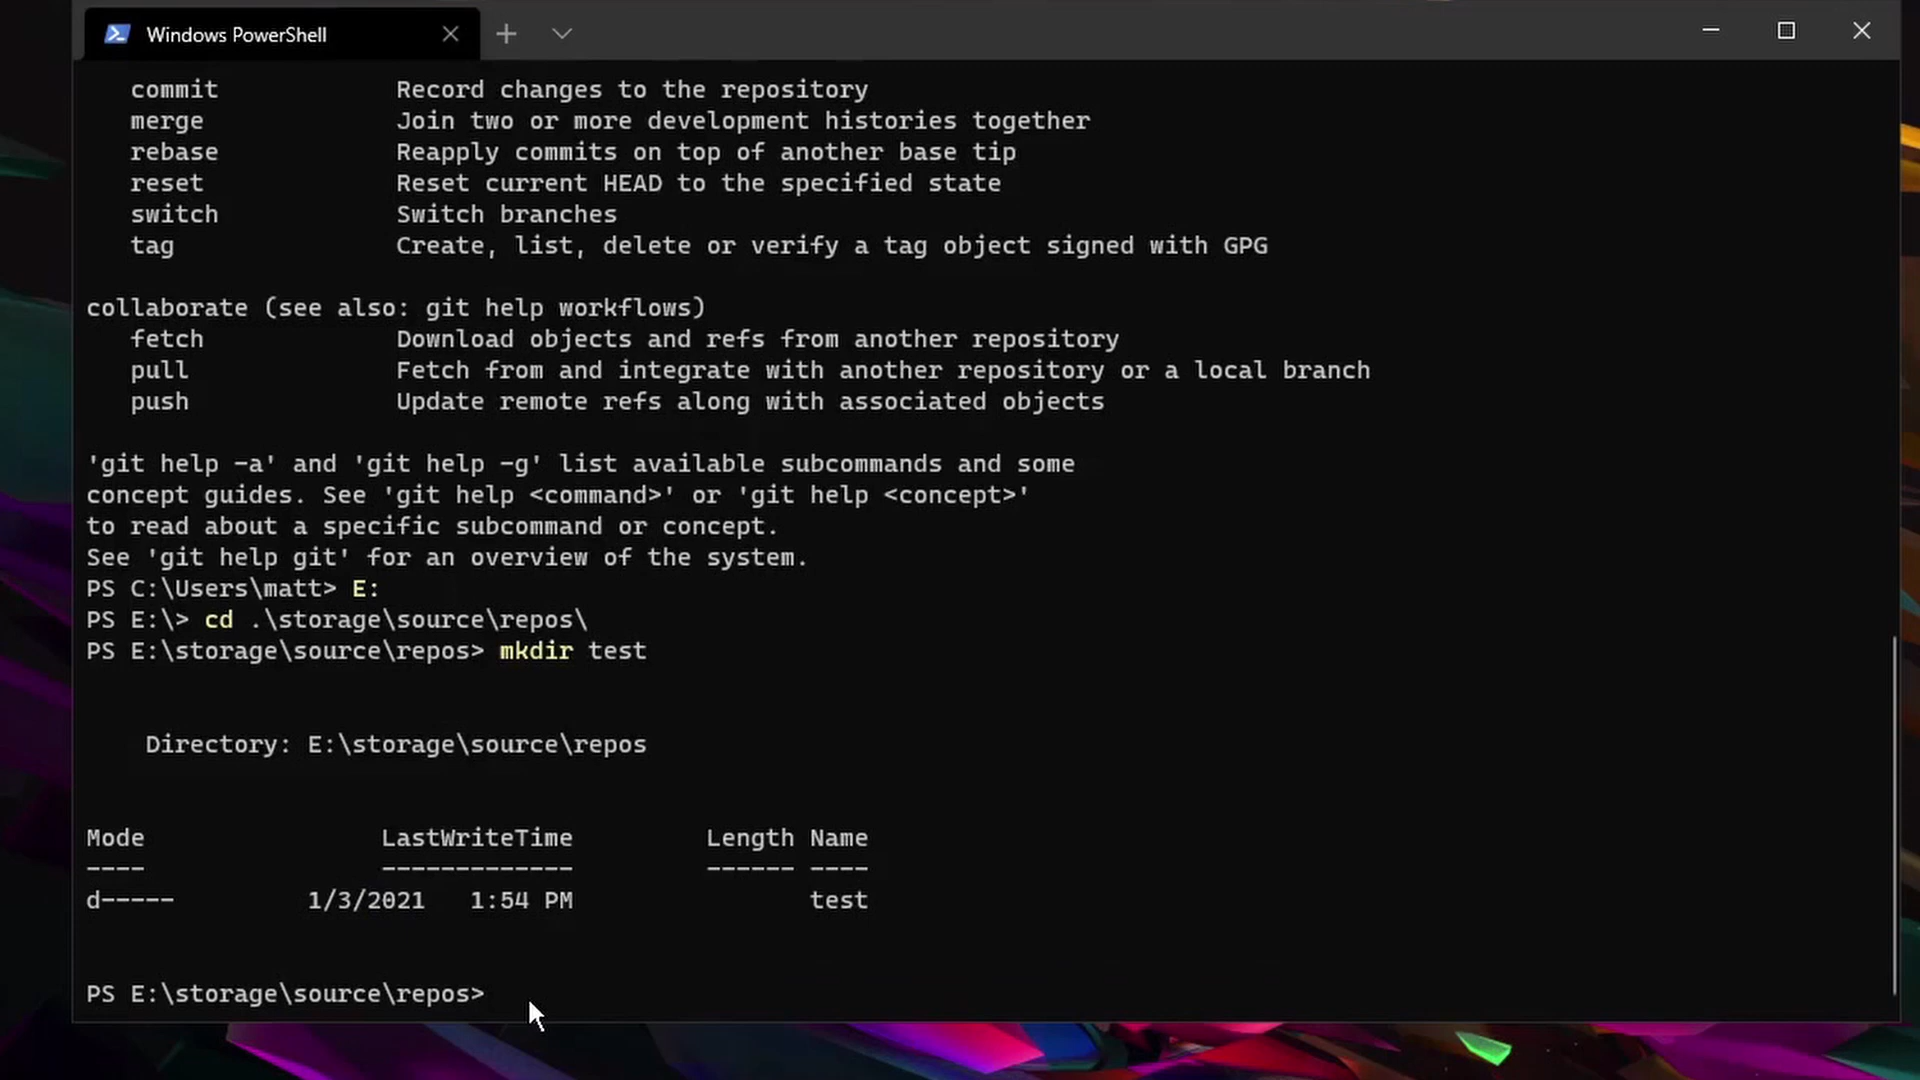 Windows PowerShell
commit Record changes to the repository
merge Join two or more development histories together
rebase Reapply commits on top of another base tip
reset Reset current HEAD to the specified state
switch Switch branches
tag Create, list, delete or verify a tag object signed with GPG
collaborate (see also: git help workflows)
fetch Download objects and refs from another repository
pull Fetch from and integrate with another repository or a local branch
push Update remote refs along with associated objects
'git help -a' and 'git help -g' list available subcommands and some
concept guides. See 'git help <command>' or 'git help <concept>'
to read about a specific subcommand or concept.
See 'git help git' for an overview of the system.
PS C:\Users\matt> E:
PS E:\> cd .\storage\source\repos\
PS E:\storage\source\repos> mkdir test
Directory: E:\storage\source\repos
Mode LastWriteTime Length Name
---- ------------- ------ ----
d----- 1/3/2021 1:54 PM test
PS E:\storage\source\repos>